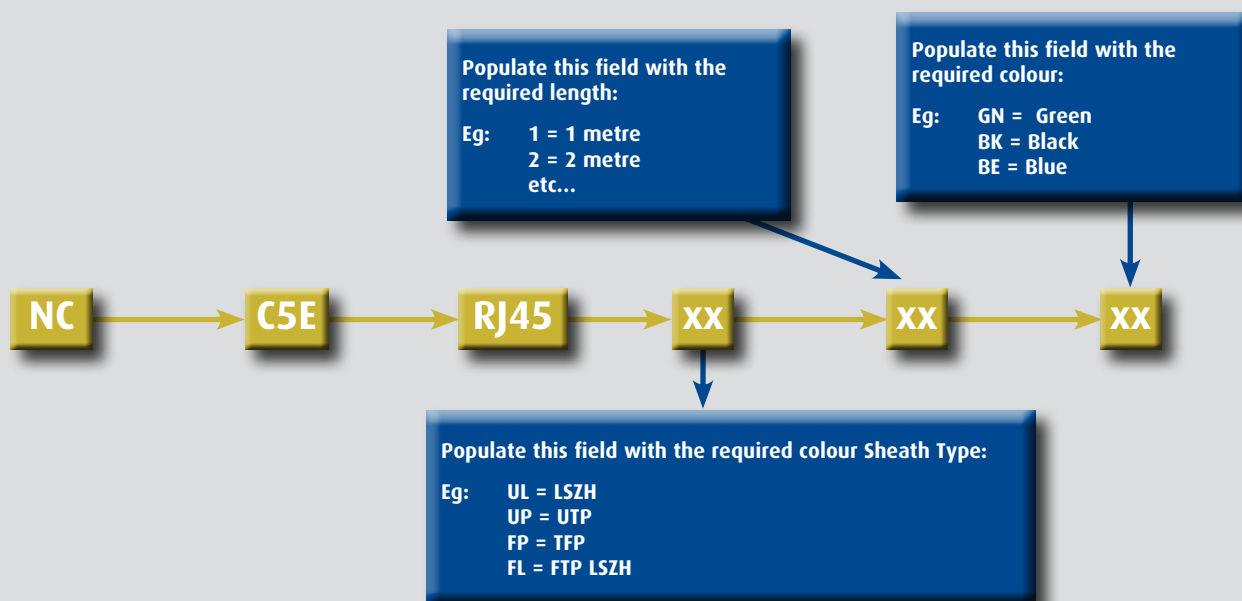 Populate this field with the
required length:
Eg: 1 = 1 metre
2 = 2 metre
etc...
Populate this field with the
required colour:
Eg: GN = Green
BK = Black
BE = Blue
NC C5E RJ45 xx xx xx
Populate this field with the required colour Sheath Type:
Eg: UL = LSZH
UP = UTP
FP = TFP
FL = FTP LSZH